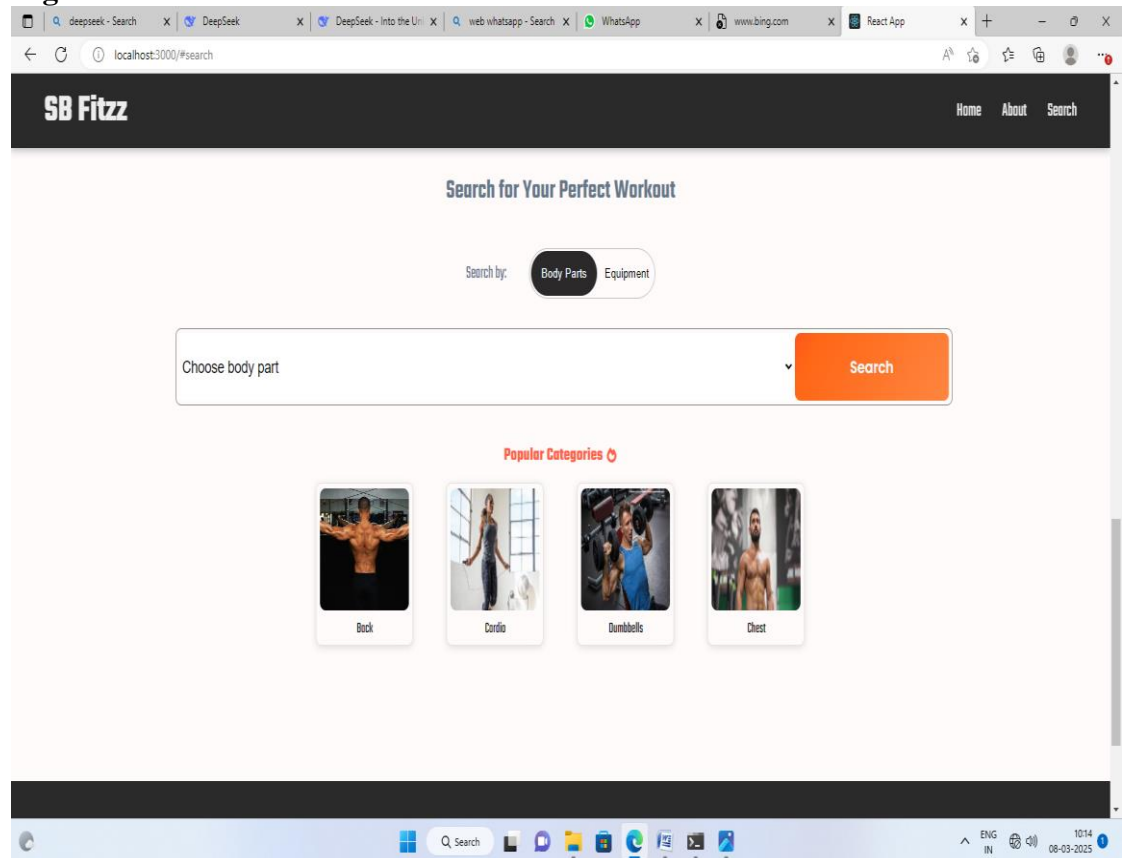 deepseek - Search
DeepSeek
DeepSeek - Into the Un
web whatsapp - Search
WhatsApp
www.bing.com
React App
localhost:3000/#search
SB Fitzz
Home About Search
Search for Your Perfect Workout
Search by: Body Parts Equipment
Choose body part
Search
Popular Categories
Back Cardio Dumbbells Chest
Search
ENG
IN
10:14
08-03-2025
1